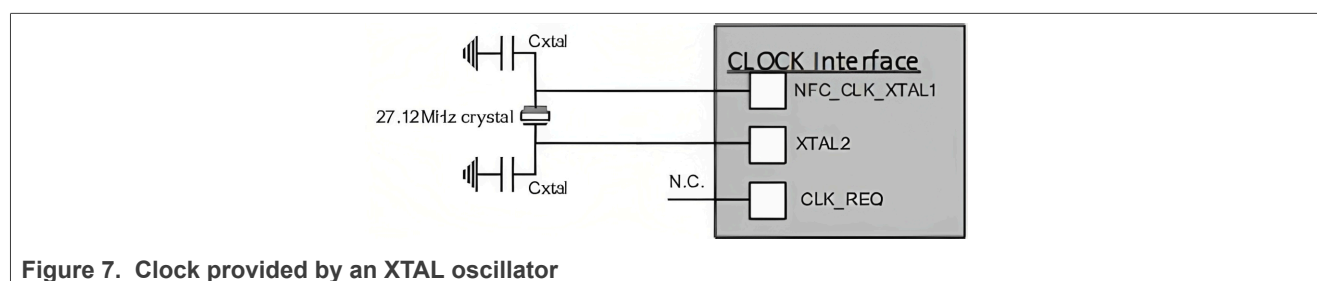 Cxtal
CLOCK Interface
NFC_CLK_XTAL1
27.12MHz crystal
XTAL2
Cxtal
N.C.
CLK_REQ
Figure 7. Clock provided by an XTAL oscillator